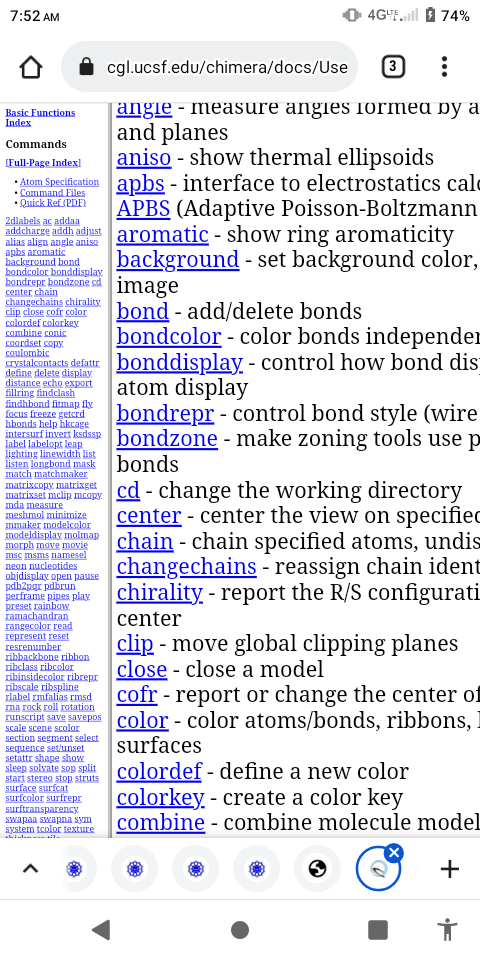 7:52 AM
4G LTE 74%
cgl.ucsf.edu/chimera/docs/Use
3
Basic Functions
Index
Commands
[Full-Page Index]
• Atom Specification
• Command Files
• Quick Ref (PDF)
2dlabels ac addaa
addcharge addh adjust
alias align angle aniso
apbs aromatic
background bond
bondcolor bonddisplay
bondrepr bondzone cd
center chain
changechains chirality
clip close cofr color
colordef colorkey
combine conic
coordset copy
coulombic
crystalcontacts defattr
define delete display
distance echo export
fillring findclash
findhbond fitmap fly
focus freeze getcrd
hbonds help hkcage
intersurf invert ksdssp
label labelopt leap
lighting linewidth list
listen longbond mask
match matchmaker
matrixcopy matrixget
matrixset mclip mcopy
mda measure
meshmol minimize
mmaker modelcolor
modeldisplay molmap
morph move movie
msc msms namesel
neon nucleotides
objdisplay open pause
pdb2pqr pdbrun
perframe pipes play
preset rainbow
ramachandran
rangecolor read
represent reset
resrenumber
ribbackbone ribbon
ribclass ribcolor
ribinsidecolor ribrepr
ribscale ribspline
rlabel rmfalias rmsd
rna rock roll rotation
runscript save savepos
scale scene scolor
section segment select
sequence set/unset
setattr shape show
sleep solvate sop split
start stereo stop struts
surface surfcat
surfcolor surfrepr
surftransparency
swapaa swapna sym
system tcolor texture
angle - measure angles formed by a
and planes
aniso - show thermal ellipsoids
apbs - interface to electrostatics calc
APBS (Adaptive Poisson-Boltzmann
aromatic - show ring aromaticity
background - set background color,
image
bond - add/delete bonds
bondcolor - color bonds independen
bonddisplay - control how bond disp
atom display
bondrepr - control bond style (wire
bondzone - make zoning tools use p
bonds
cd - change the working directory
center - center the view on specified
chain - chain specified atoms, undis
changechains - reassign chain ident
chirality - report the R/S configurati
center
clip - move global clipping planes
close - close a model
cofr - report or change the center of
color - color atoms/bonds, ribbons, l
surfaces
colordef - define a new color
colorkey - create a color key
combine - combine molecule model